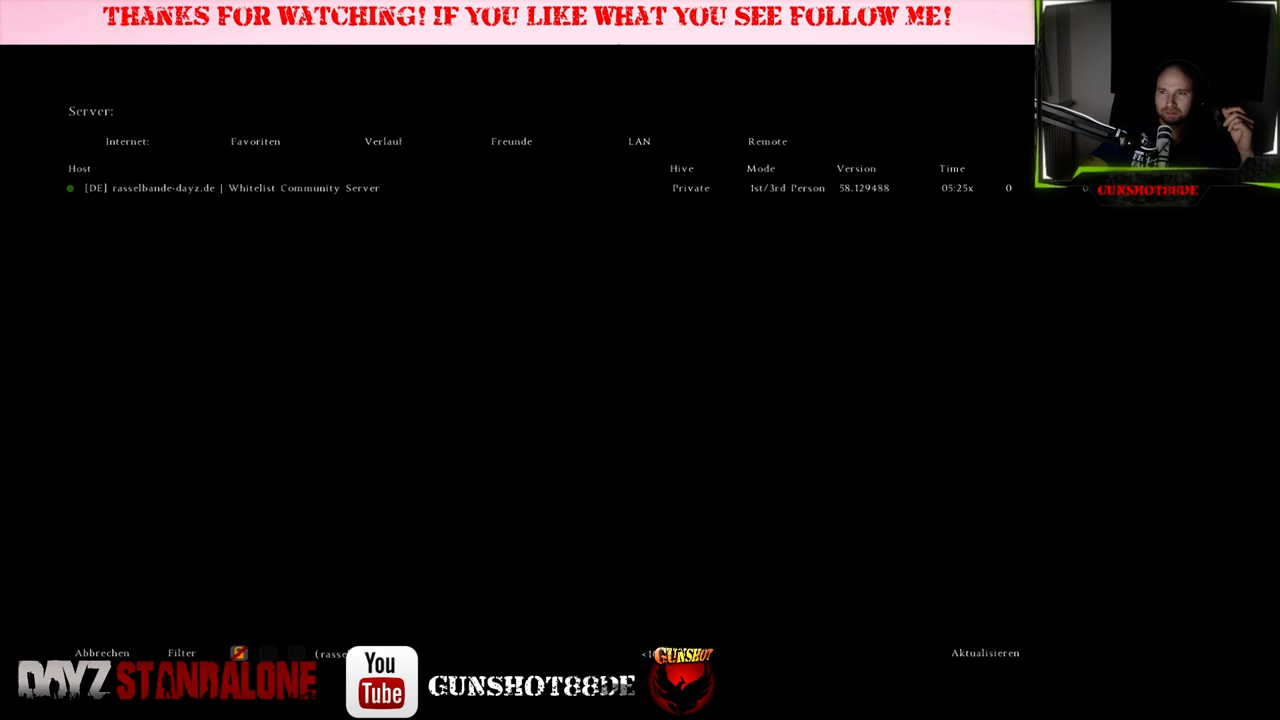 THANKS FOR WATCHING! IF YOU LIKE WHAT YOU SEE FOLLOW ME!
Server:
Internet: Favoriten Verlauf Freunde LAN Remote
Host Hive Mode Version Time
[DE] rasselbande-dayz.de | Whitelist Community Server Private 1st/3rd Person 58.129488 05:25x 0
GUNSHOT88DE
Abbrechen Filter Aktualisieren
DAYZ STANDALONE
You
Tube
GUNSHOT88DE
GUNSHOT